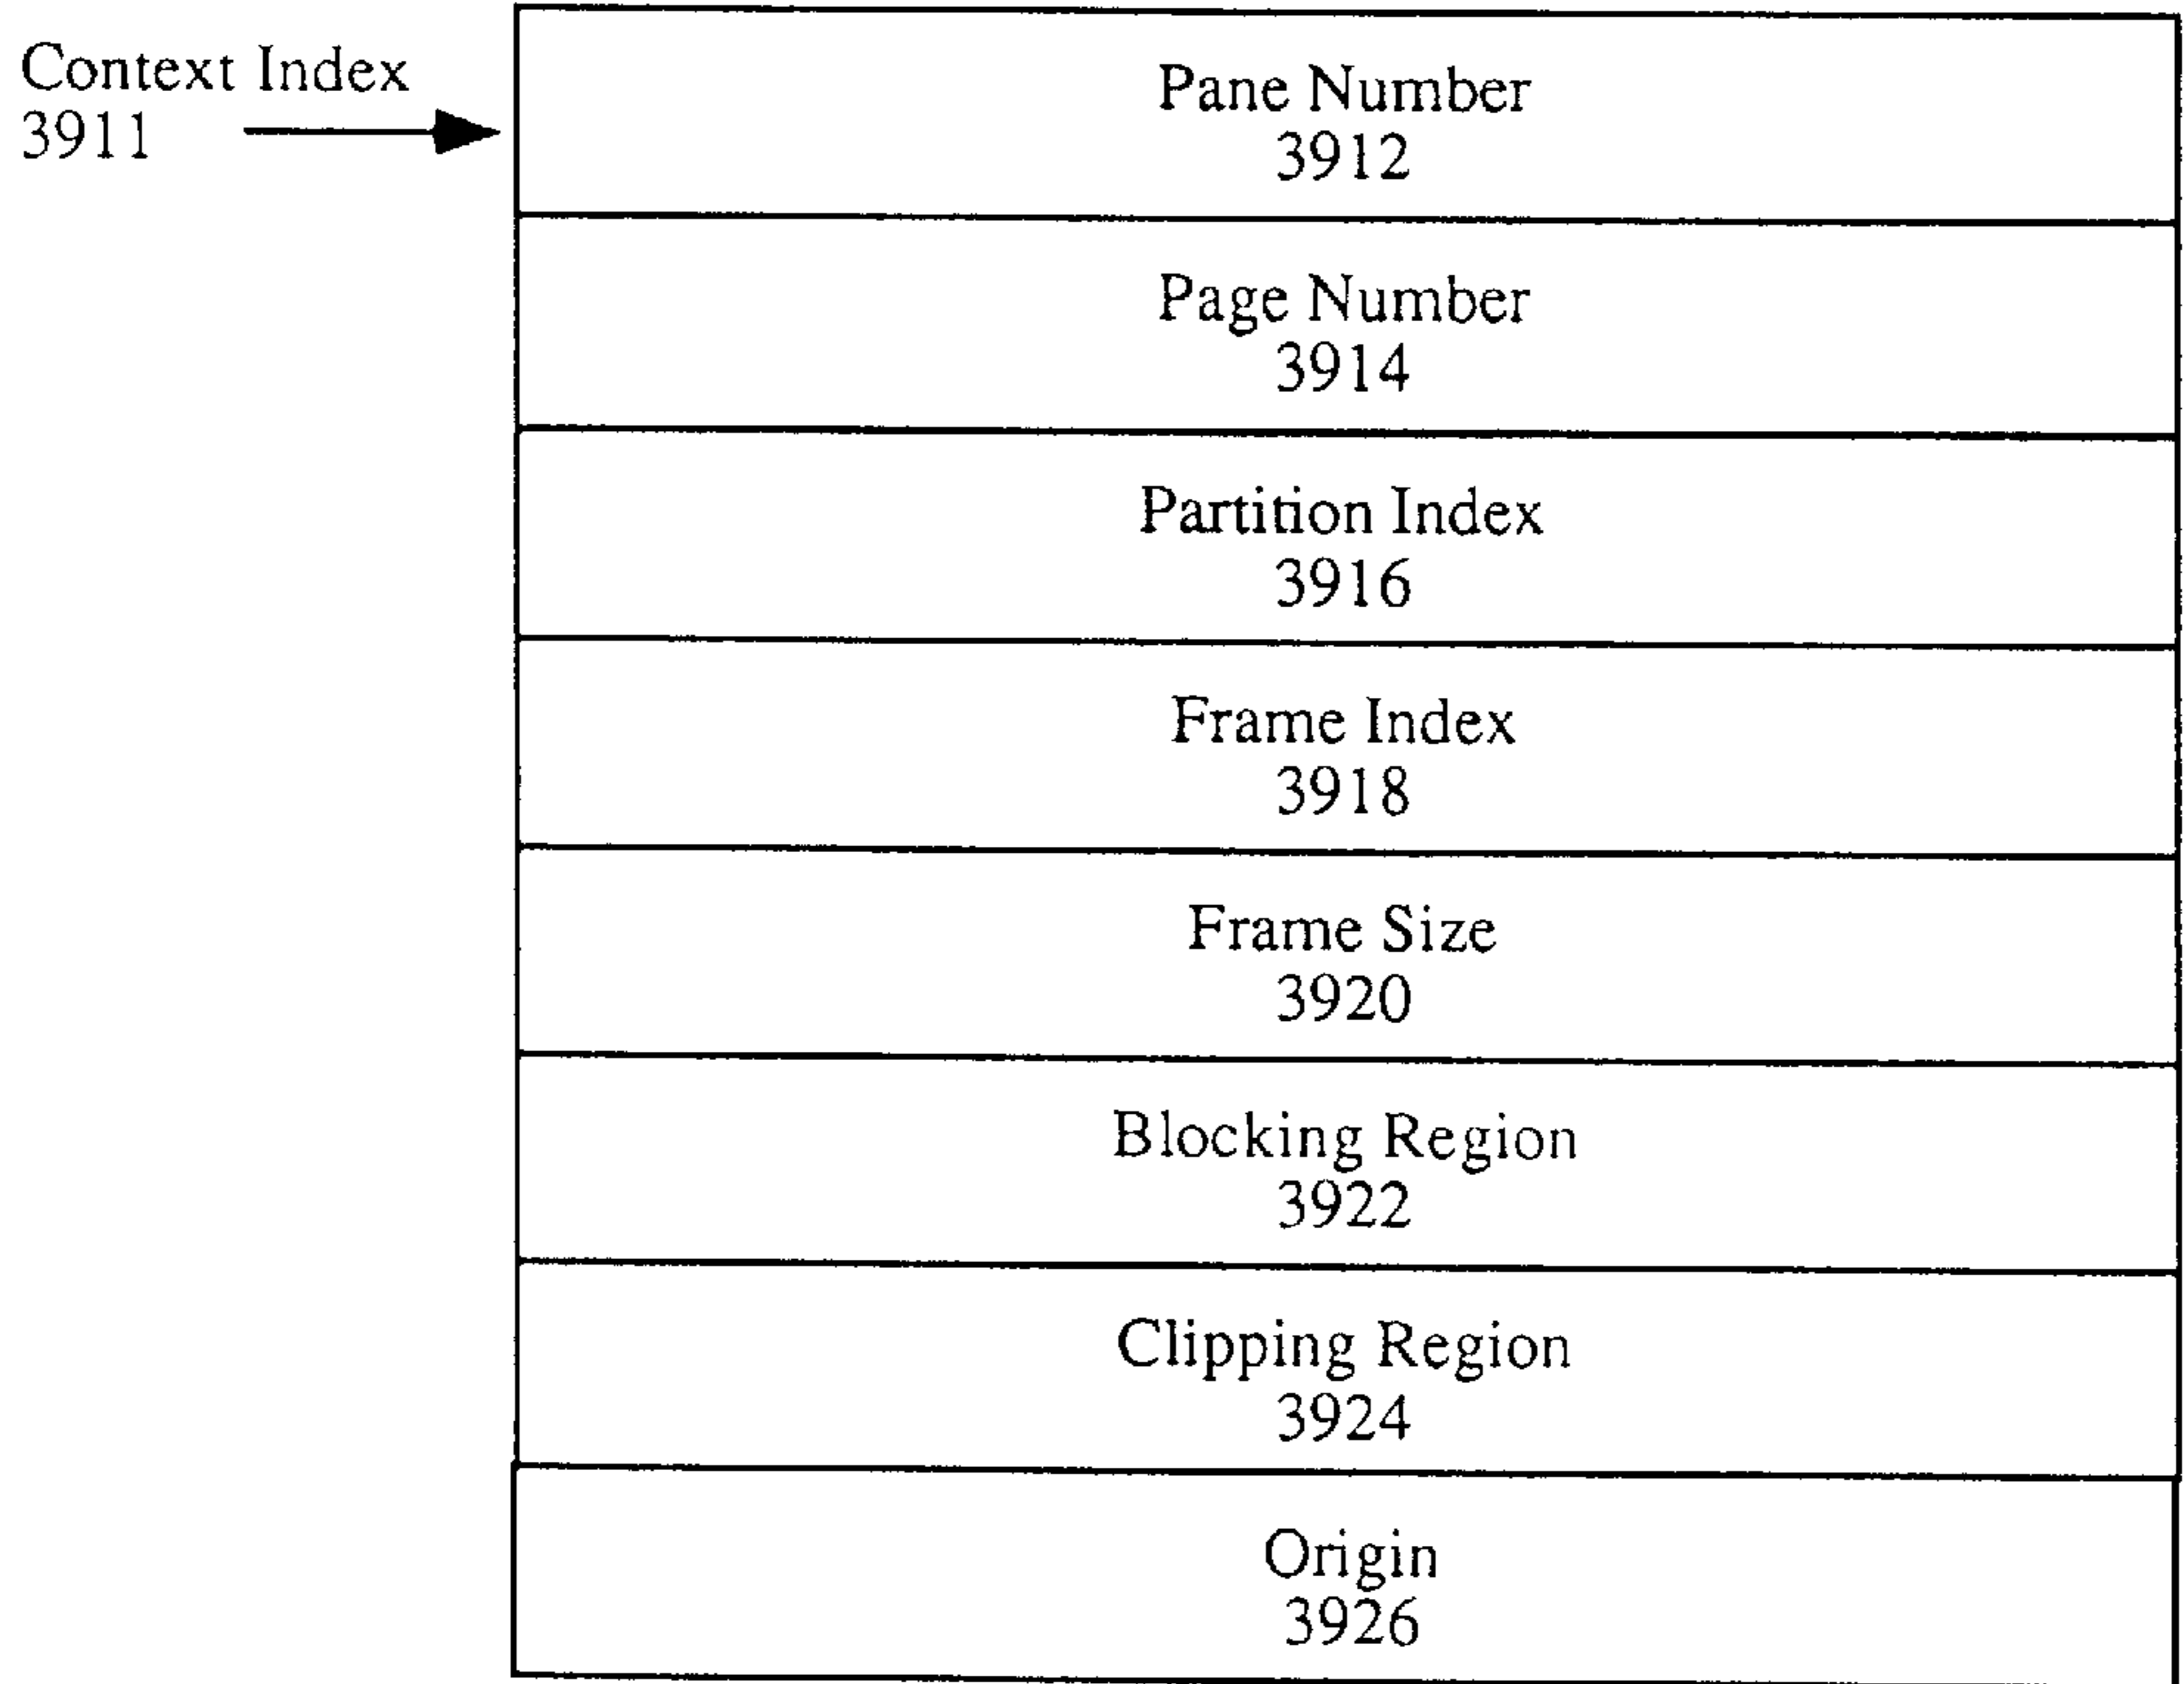 Context Index
3911
Pane Number
3912
Page Number
3914
Partition Index
3916
Frame Index
3918
Frame Size
3920
Blocking Region
3922
Clipping Region
3924
Origin
3926